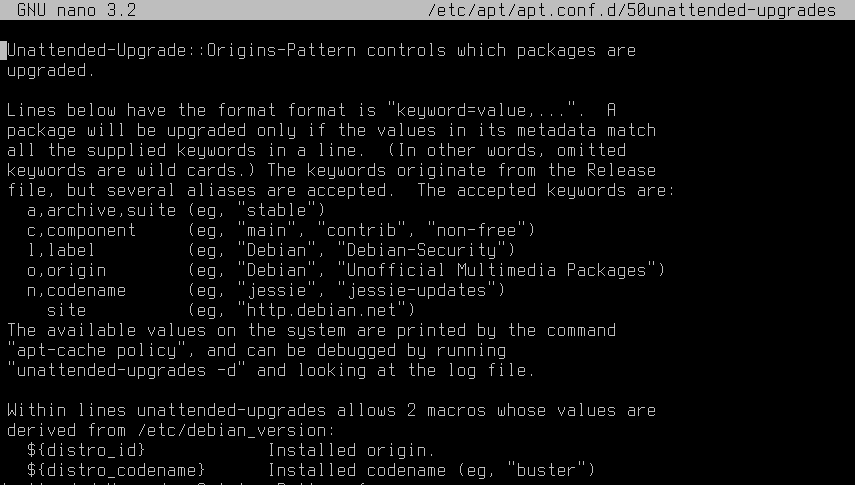 GNU nano 3.2 /etc/apt/apt.conf.d/50unattended-upgrades
Unattended-Upgrade::Origins-Pattern controls which packages are
upgraded.
Lines below have the format format is "keyword=value,...". A
package will be upgraded only if the values in its metadata match
all the supplied keywords in a line. (In other words, omitted
keywords are wild cards.) The keywords originate from the Release
file, but several aliases are accepted. The accepted keywords are:
a,archive,suite (eg, "stable")
c,component (eg, "main", "contrib", "non-free")
l,label (eg, "Debian", "Debian-Security")
o,origin (eg, "Debian", "Unofficial Multimedia Packages")
n,codename (eg, "jessie", "jessie-updates")
site (eg, "http.debian.net")
The available values on the system are printed by the command
"apt-cache policy", and can be debugged by running
"unattended-upgrades -d" and looking at the log file.
Within lines unattended-upgrades allows 2 macros whose values are
derived from /etc/debian_version:
${distro_id} Installed origin.
${distro_codename} Installed codename (eg, "buster")